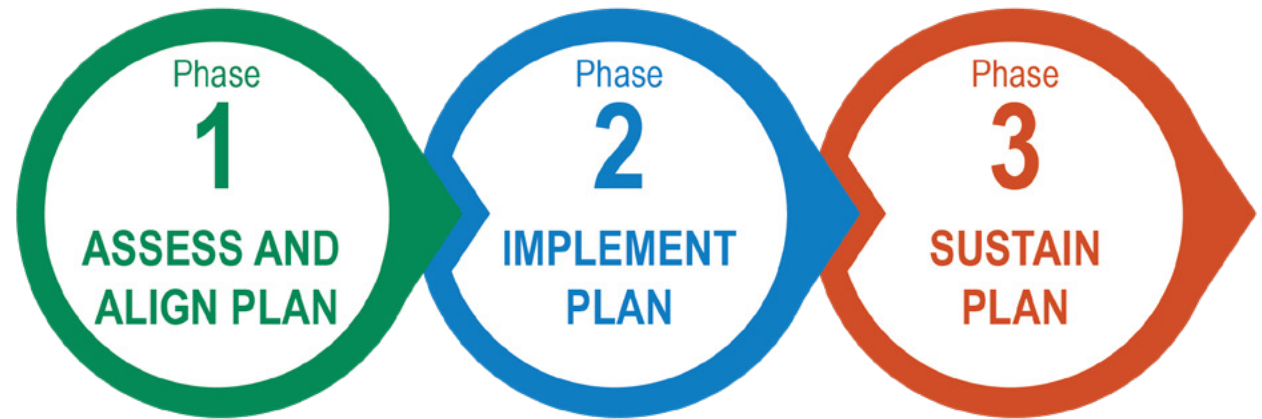 Phase
1
ASSESS AND
ALIGN PLAN
Phase
2
IMPLEMENT
PLAN
Phase
3
SUSTAIN
PLAN